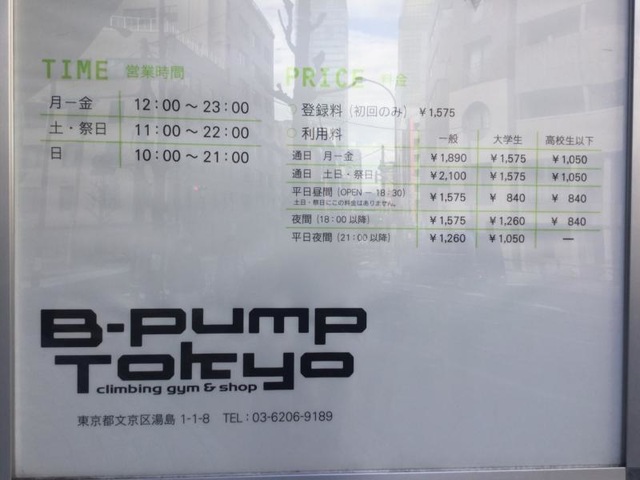 TIME 営業時間
月－金 12：00 ～ 23：00
土・祭日 11：00 ～ 22：00
日 10：00 ～ 21：00
PRICE 料金
○ 登録料 (初回のみ) ￥1,575
○ 利用料
一般 大学生 高校生以下
通日 月－金 ￥1,890 ￥1,575 ￥1,050
通日 土日・祭日 ￥2,100 ￥1,575 ￥1,050
平日昼間 (OPEN － 18：30) ￥1,575 ￥ 840 ￥ 840
土日・祭日にこの料金はありません。
夜間 (18：00 以降) ￥1,575 ￥1,260 ￥ 840
平日夜間 (21：00 以降) ￥1,260 ￥1,050 —
B-PUMP
TOKYO
climbing gym & shop
東京都文京区湯島 1-1-8 TEL：03-6206-9189